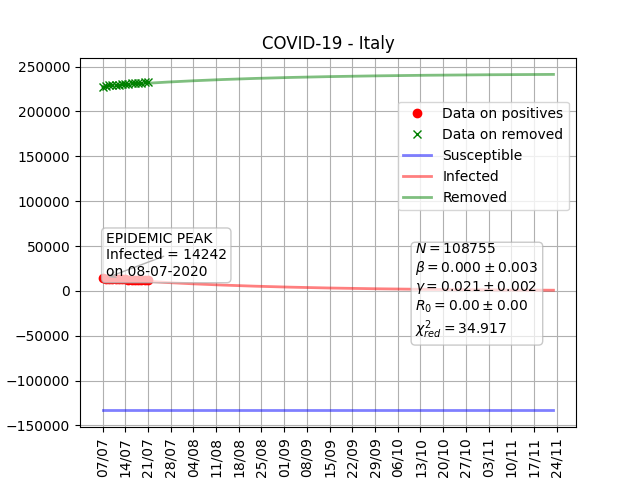 COVID-19 - Italy
250000
200000
150000
100000
50000
0
−50000
−100000
−150000
Data on positives
Data on removed
Susceptible
Infected
Removed
EPIDEMIC PEAK
Infected = 14242
on 08-07-2020
N = 108755
β = 0.000 ± 0.003
γ = 0.021 ± 0.002
R₀ = 0.00 ± 0.00
χ²red = 34.917
07/07 14/07 21/07 28/07 04/08 11/08 18/08 25/08 01/09 08/09 15/09 22/09 29/09 06/10 13/10 20/10 27/10 03/11 10/11 17/11 24/11